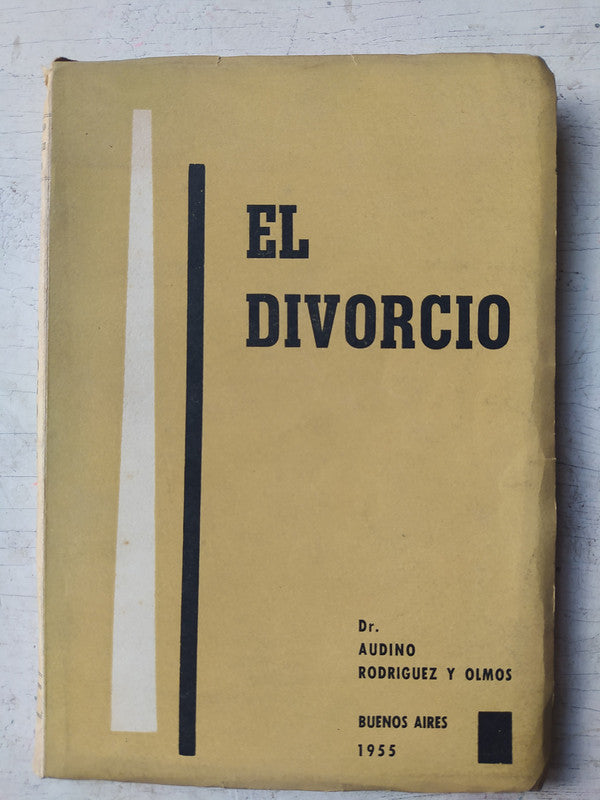 EL
DIVORCIO
Dr.
AUDINO
RODRIGUEZ Y OLMOS
BUENOS AIRES
1955